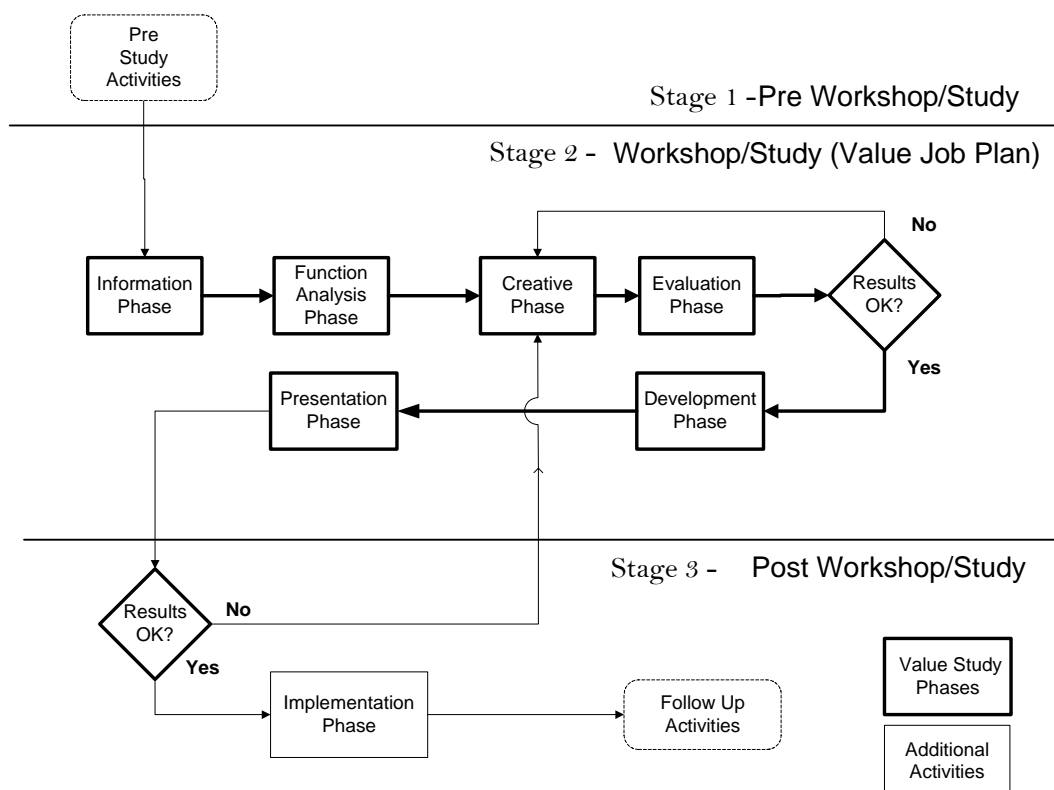 Pre
Study
Activities
Stage 1 -Pre Workshop/Study
Stage 2 - Workshop/Study (Value Job Plan)
No
Information
Phase
Function
Analysis
Phase
Creative
Phase
Evaluation
Phase
Results
OK?
Yes
Presentation
Phase
Development
Phase
Stage 3 - Post Workshop/Study
Results
OK?
No
Yes
Implementation
Phase
Follow Up
Activities
Value Study
Phases
Additional
Activities